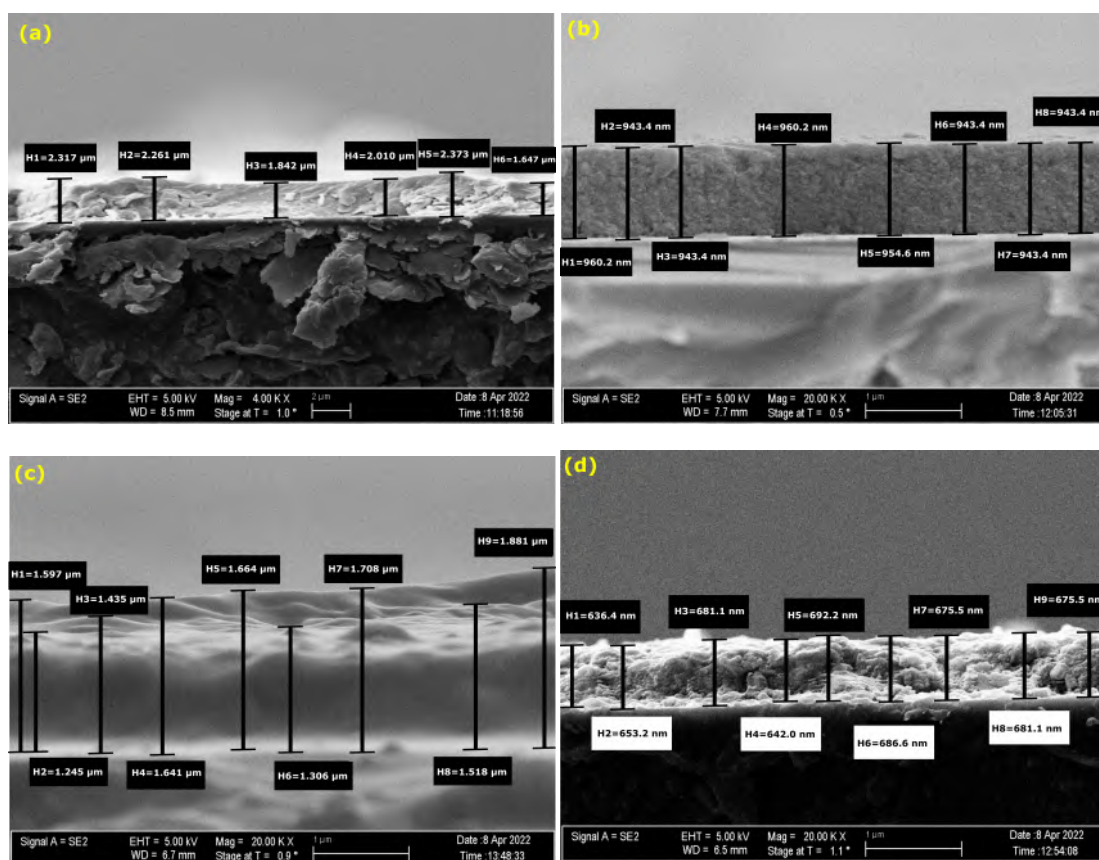 (a)
H1=2.317 µm
H2=2.261 µm
H3=1.842 µm
H4=2.010 µm
H5=2.373 µm
H6=1.647 µm
Signal A = SE2
EHT = 5.00 kV
WD = 8.5 mm
Mag = 4.00 K X
Stage at T = 1.0 °
2 µm
Date :8 Apr 2022
Time :11:18:56
(b)
H2=943.4 nm
H4=960.2 nm
H6=943.4 nm
H8=943.4 nm
H1=960.2 nm
H3=943.4 nm
H5=954.6 nm
H7=943.4 nm
Signal A = SE2
EHT = 5.00 kV
WD = 7.7 mm
Mag = 20.00 K X
Stage at T = 0.5 °
1 µm
Date :8 Apr 2022
Time :12:05:31
(c)
H1=1.597 µm
H3=1.435 µm
H5=1.664 µm
H7=1.708 µm
H9=1.881 µm
H2=1.245 µm
H4=1.641 µm
H6=1.306 µm
H8=1.518 µm
Signal A = SE2
EHT = 5.00 kV
WD = 6.7 mm
Mag = 20.00 K X
Stage at T = 0.9 °
1 µm
Date :8 Apr 2022
Time :13:48:33
(d)
H1=636.4 nm
H3=681.1 nm
H5=692.2 nm
H7=675.5 nm
H9=675.5 nm
H2=653.2 nm
H4=642.0 nm
H6=686.6 nm
H8=681.1 nm
Signal A = SE2
EHT = 5.00 kV
WD = 6.5 mm
Mag = 20.00 K X
Stage at T = 1.1 °
1 µm
Date :8 Apr 2022
Time :12:54:08